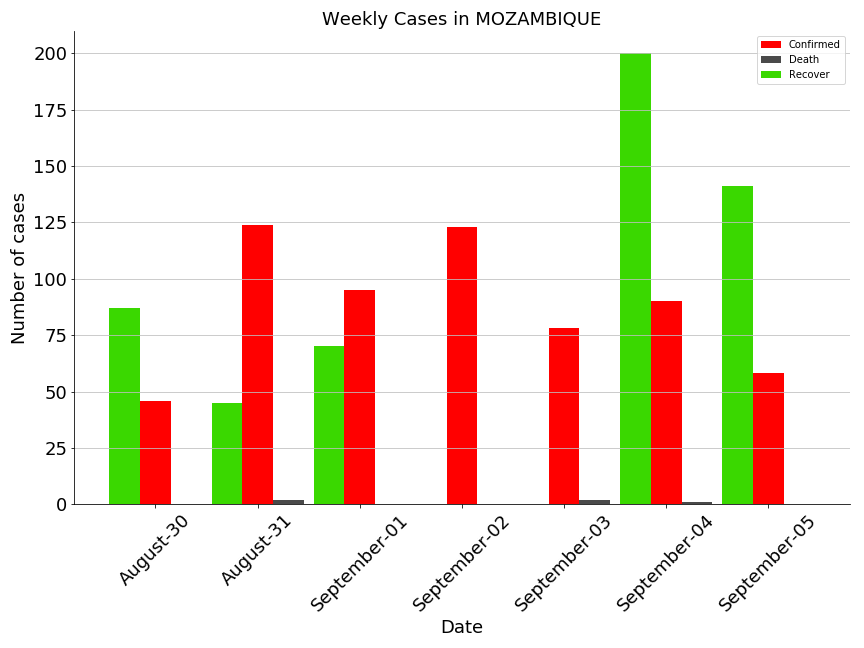 Weekly Cases in MOZAMBIQUE
Confirmed
Death
Recover
Number of cases
200
175
150
125
100
75
50
25
0
August-30
August-31
September-01
September-02
September-03
September-04
September-05
Date